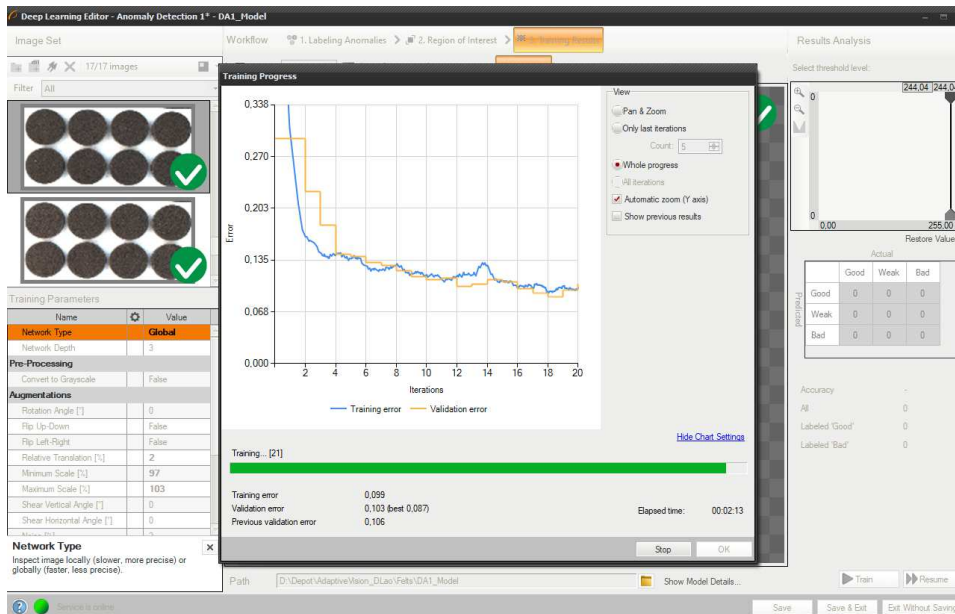 Deep Learning Editor - Anomaly Detection 1* - DA1_Model
Image Set
Workflow
1. Labeling Anomalies
2. Region of Interest
Results Analysis
17/17 images
Filter
All
Select threshold level:
244,04
0
0
0,00
255,00
Restore Value
Actual
Good Weak Bad
Predicted
Good 0 0 0
Weak 0 0 0
Bad 0 0 0
Accuracy --
All 0
Labeled 'Good' 0
Labeled 'Bad' 0
Training Progress
0.338
0.270
0.203
0.135
0.068
0.000
Error
2 4 6 8 10 12 14 16 18 20
Iterations
Training error
Validation error
View
Pan & Zoom
Only last iterations
Count: 5
Whole progress
All iterations
Automatic zoom (Y axis)
Show previous results
Hide Chart Settings
Training... [21]
Training error 0,099
Validation error 0,103 (best 0,087)
Previous validation error 0,106
Elapsed time: 00:02:13
Stop
OK
Training Parameters
Name Value
Network Type Global
Network Depth 3
Pre-Processing
Convert to Grayscale False
Augmentations
Rotation Angle [°] 0
Flip Up-Down False
Flip Left-Right False
Relative Translation [%] 2
Minimum Scale [%] 97
Maximum Scale [%] 103
Shear Vertical Angle [°] 0
Shear Horizontal Angle [°] 0
Network Type
Inspect image locally (slower, more precise) or
globally (faster, less precise).
Path
D:\Depot\AdaptiveVision_DLao\Felts\DA1_Model
Show Model Details...
Train
Resume
Service is online
Save
Save & Exit
Exit Without Saving